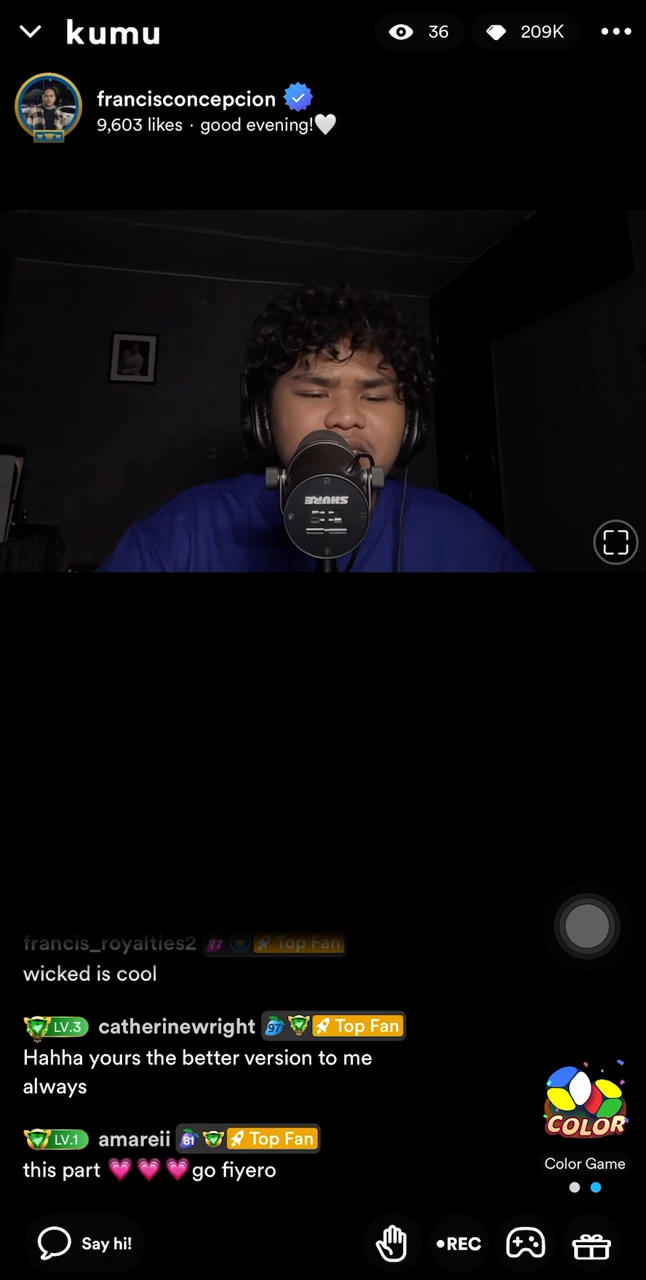 kumu
36
209K
francisconcepcion
9,603 likes · good evening!🤍
SHURE
francis_royalties2 77 Top Fan
wicked is cool
LV.3 catherinewright 97 Top Fan
Hahha yours the better version to me
always
LV.1 amareii 81 Top Fan
this part 💗💗💗go fiyero
COLOR
Color Game
Say hi!
•REC